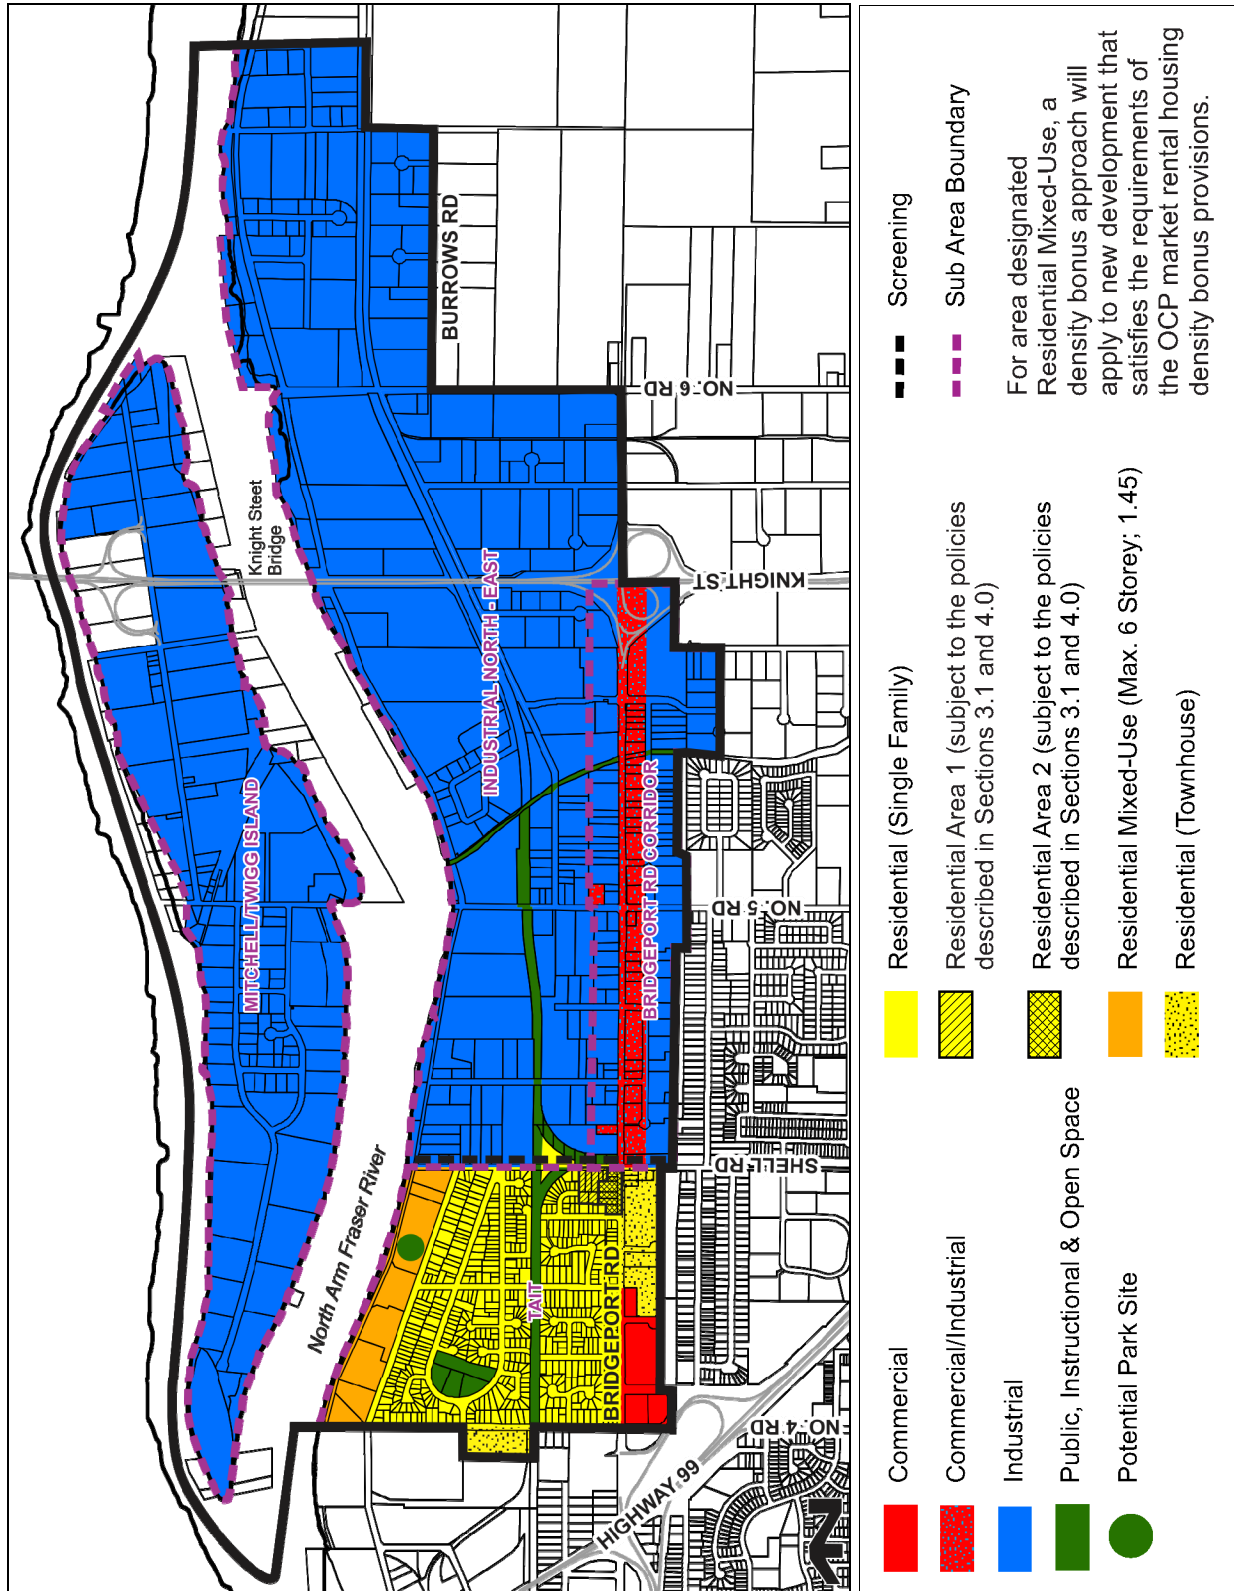 MITCHELL/TWIGG ISLAND
Knight Steet
Bridge
North Arm Fraser River
INDUSTRIAL NORTH - EAST
BURROWS RD
NO. 6 RD
KNIGHT ST
BRIDGEPORT RD CORRIDOR
NO. 5 RD
SHELL RD
TAIT
BRIDGEPORT RD
NO. 4 RD
HIGHWAY 99
N
Commercial
Commercial/Industrial
Industrial
Public, Instructional & Open Space
Potential Park Site
Residential (Single Family)
Residential Area 1 (subject to the policies
described in Sections 3.1 and 4.0)
Residential Area 2 (subject to the policies
described in Sections 3.1 and 4.0)
Residential Mixed-Use (Max. 6 Storey; 1.45)
Residential (Townhouse)
Screening
Sub Area Boundary
For area designated
Residential Mixed-Use, a
density bonus approach will
apply to new development that
satisfies the requirements of
the OCP market rental housing
density bonus provisions.